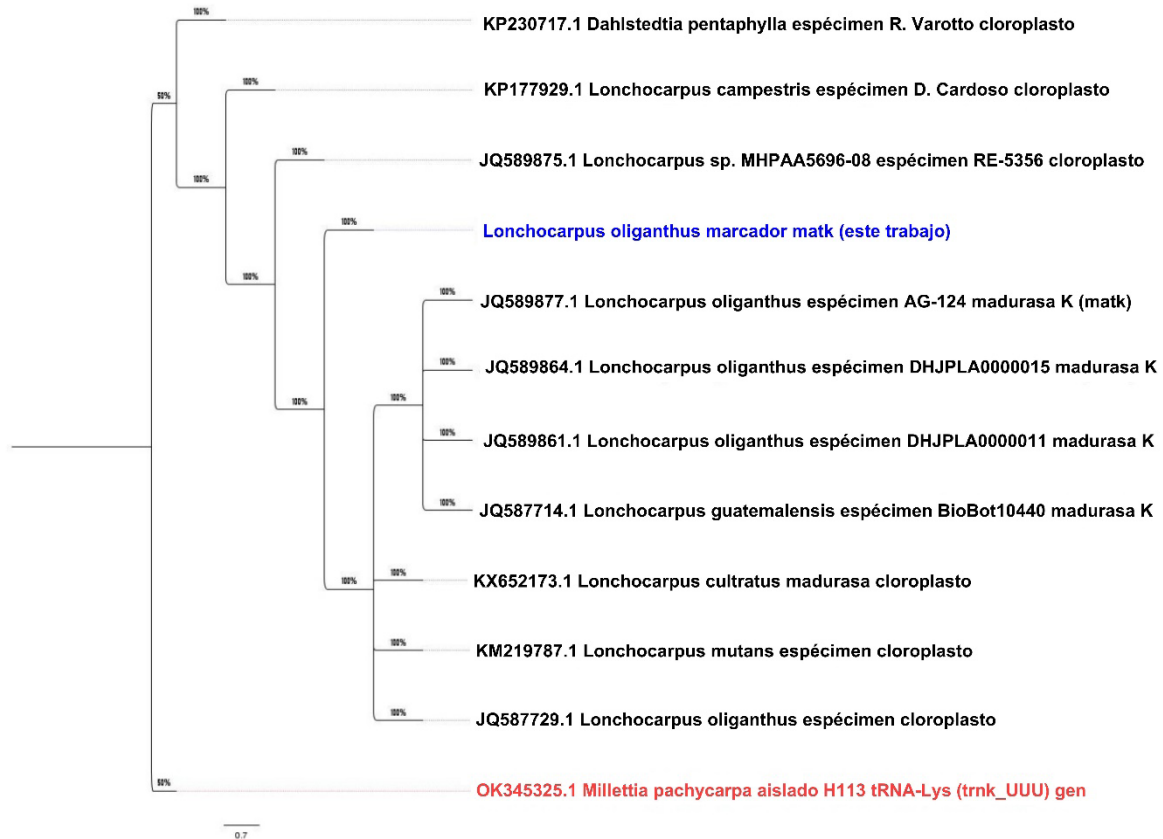 100%
KP230717.1 Dahlstedtia pentaphylla espécimen R. Varotto cloroplasto
50%
100%
KP177929.1 Lonchocarpus campestris espécimen D. Cardoso cloroplasto
100%
100%
JQ589875.1 Lonchocarpus sp. MHPAA5696-08 espécimen RE-5356 cloroplasto
100%
100%
Lonchocarpus oliganthus marcador matk (este trabajo)
100%
100%
JQ589877.1 Lonchocarpus oliganthus espécimen AG-124 madurasa K (matk)
100%
JQ589864.1 Lonchocarpus oliganthus espécimen DHJPLA0000015 madurasa K
100%
100%
JQ589861.1 Lonchocarpus oliganthus espécimen DHJPLA0000011 madurasa K
100%
JQ587714.1 Lonchocarpus guatemalensis espécimen BioBot10440 madurasa K
100%
100%
KX652173.1 Lonchocarpus cultratus madurasa cloroplasto
100%
KM219787.1 Lonchocarpus mutans espécimen cloroplasto
100%
JQ587729.1 Lonchocarpus oliganthus espécimen cloroplasto
50%
OK345325.1 Millettia pachycarpa aislado H113 tRNA-Lys (trnk_UUU) gen
0.7